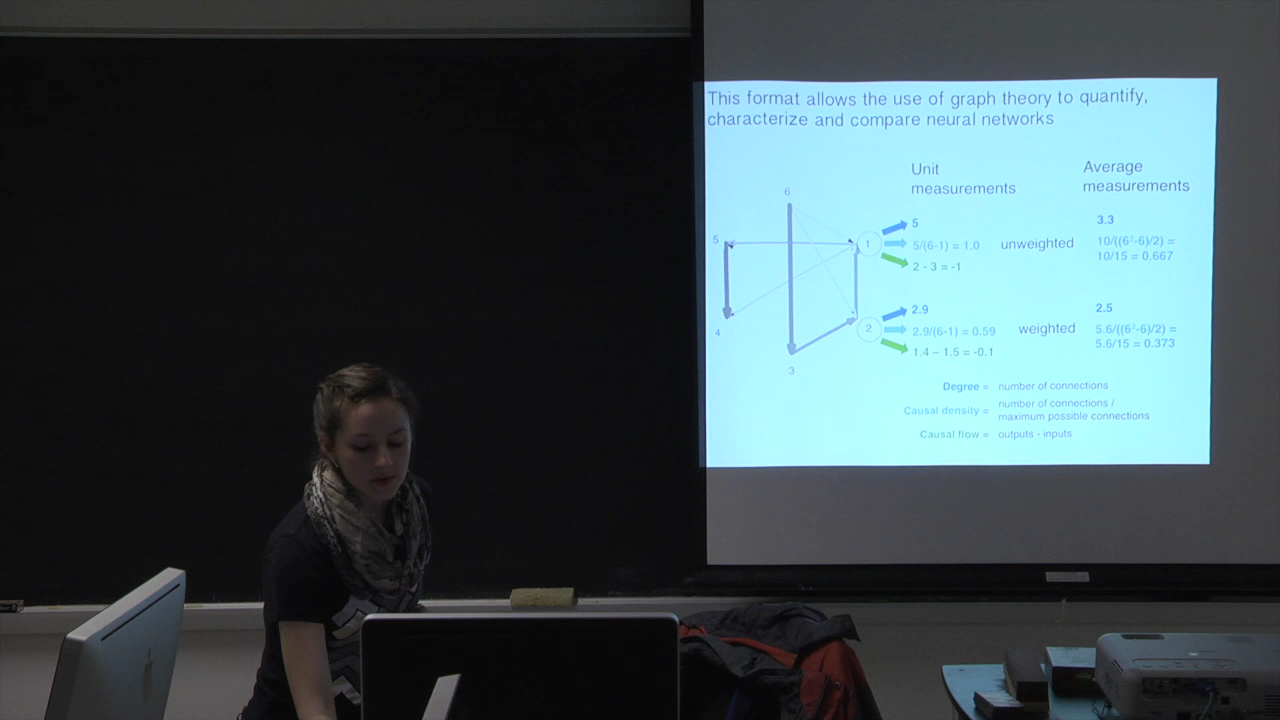 This format allows the use of graph theory to quantify,
characterize and compare neural networks
Unit
measurements
Average
measurements
6
5
1
4
2
3
5
5/(6-1) = 1.0
2 - 3 = -1
unweighted
3.3
10/((6²-6)/2) =
10/15 = 0.667
2.9
2.9/(6-1) = 0.59
1.4 – 1.5 = -0.1
weighted
2.5
5.6/((6²-6)/2) =
5.6/15 = 0.373
Degree = number of connections
Causal density = number of connections /
maximum possible connections
Causal flow = outputs - inputs